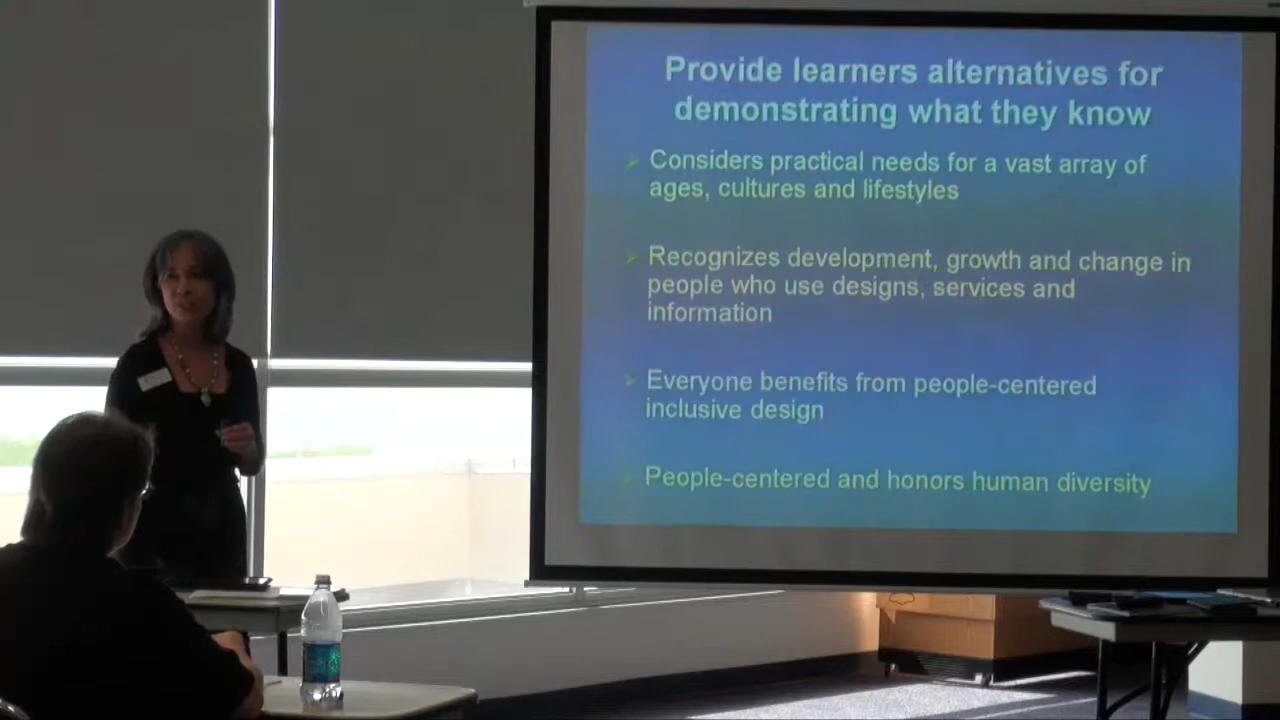 Provide learners alternatives for
demonstrating what they know
Considers practical needs for a vast array of
ages, cultures and lifestyles
Recognizes development, growth and change in
people who use designs, services and
information
Everyone benefits from people-centered
inclusive design
People-centered and honors human diversity